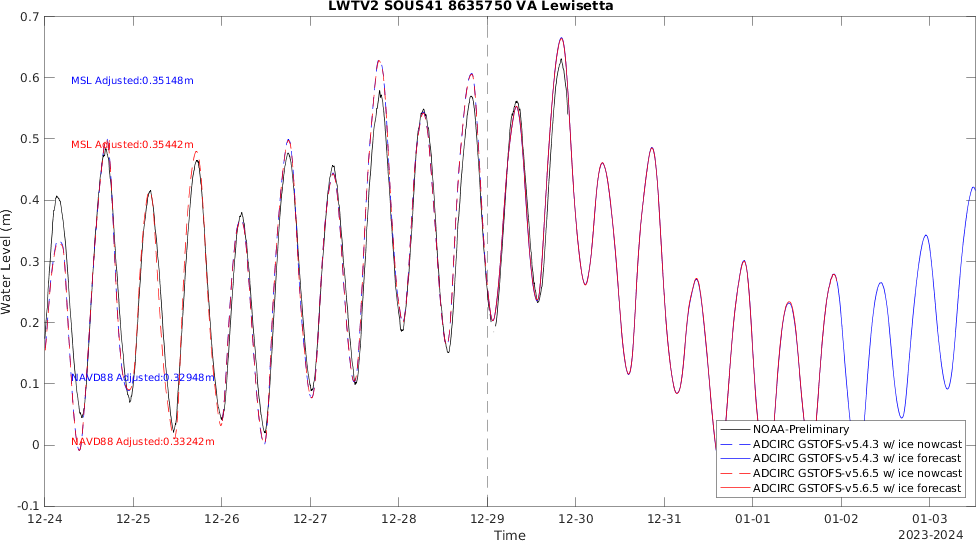 LWTV2 SOUS41 8635750 VA Lewisetta
0.7
0.6
0.5
0.4
0.3
0.2
0.1
0
-0.1
Water Level (m)
MSL Adjusted:0.35148m
MSL Adjusted:0.35442m
NAVD88 Adjusted:0.32948m
NAVD88 Adjusted:0.33242m
NOAA-Preliminary
ADCIRC GSTOFS-v5.4.3 w/ ice nowcast
ADCIRC GSTOFS-v5.4.3 w/ ice forecast
ADCIRC GSTOFS-v5.6.5 w/ ice nowcast
ADCIRC GSTOFS-v5.6.5 w/ ice forecast
12-24 12-25 12-26 12-27 12-28 12-29 12-30 12-31 01-01 01-02 01-03
Time
2023-2024